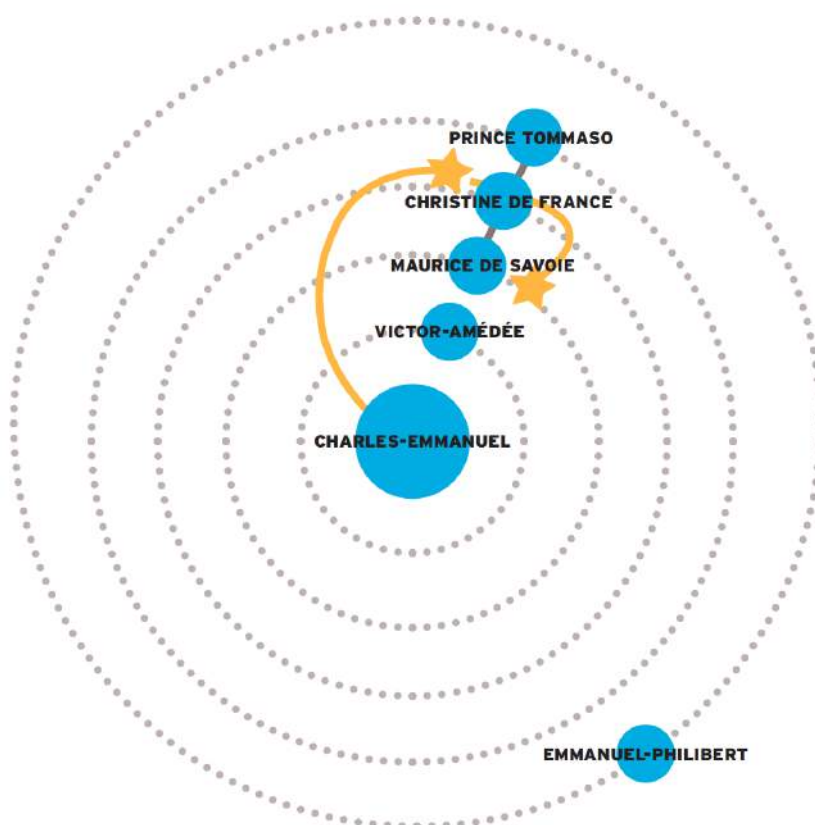 PRINCE TOMMASO
CHRISTINE DE FRANCE
MAURICE DE SAVOIE
VICTOR-AMÉDÉE
CHARLES-EMMANUEL
EMMANUEL-PHILIBERT